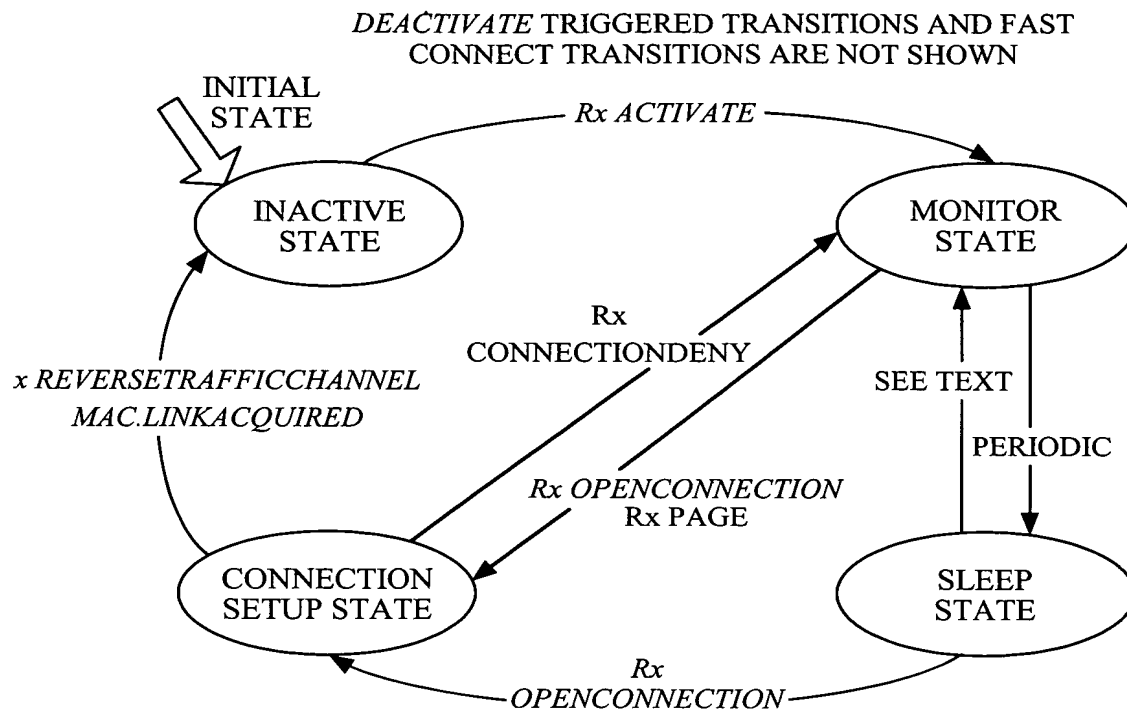 DEACTIVATE TRIGGERED TRANSITIONS AND FAST
CONNECT TRANSITIONS ARE NOT SHOWN
INITIAL
STATE
Rx ACTIVATE
INACTIVE
STATE
MONITOR
STATE
Rx
CONNECTIONDENY
x REVERSETRAFFICCHANNEL
MAC.LINKACQUIRED
SEE TEXT
PERIODIC
Rx OPENCONNECTION
Rx PAGE
CONNECTION
SETUP STATE
SLEEP
STATE
Rx
OPENCONNECTION